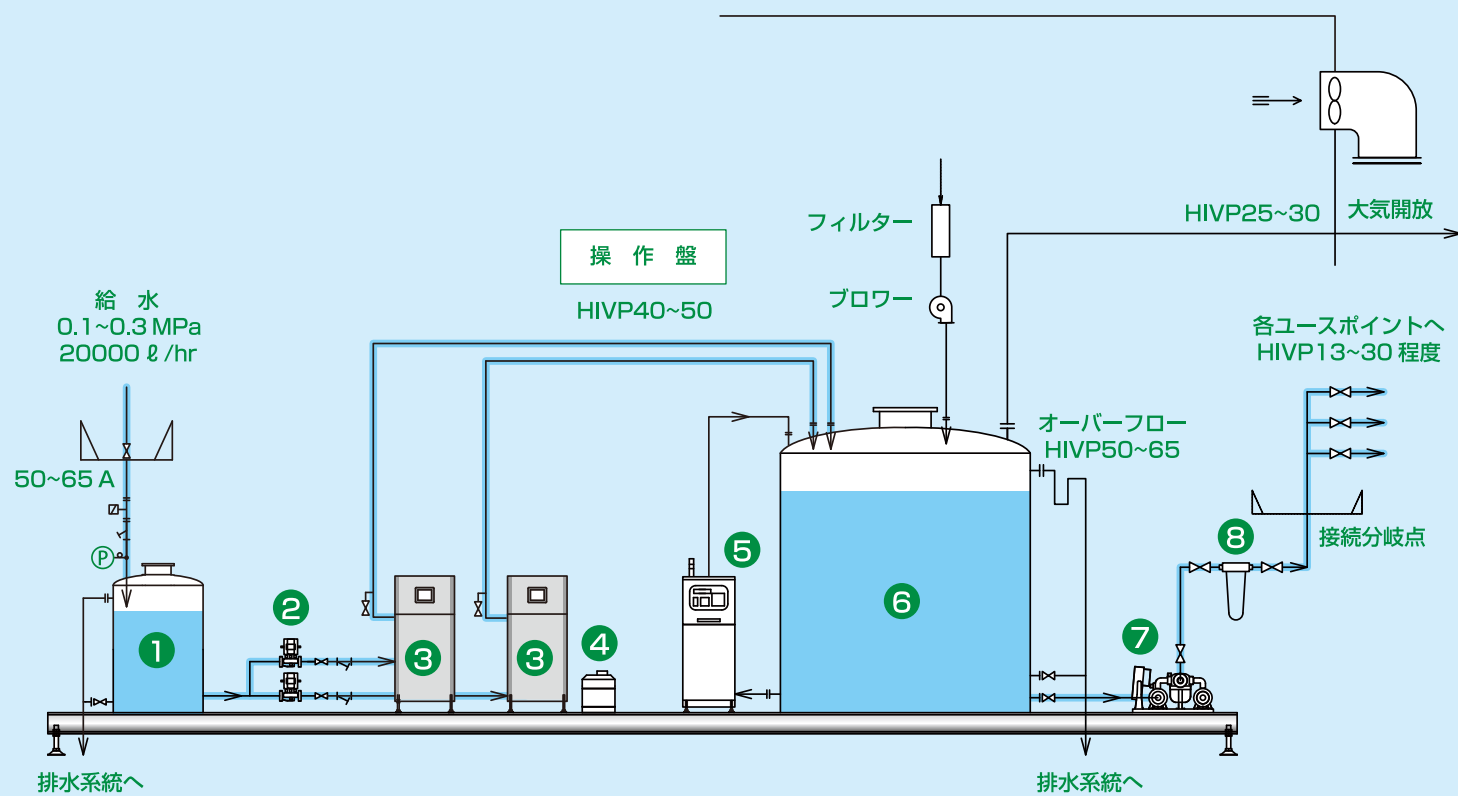 給 水
0.1~0.3 MPa
20000 ℓ/hr
50~65 A
P
操 作 盤
HIVP40~50
フィルター
ブロワー
HIVP25~30
大気開放
各ユースポイントへ
HIVP13~30 程度
オーバーフロー
HIVP50~65
接続分岐点
1
2
3
3
4
5
6
7
8
排水系統へ
排水系統へ